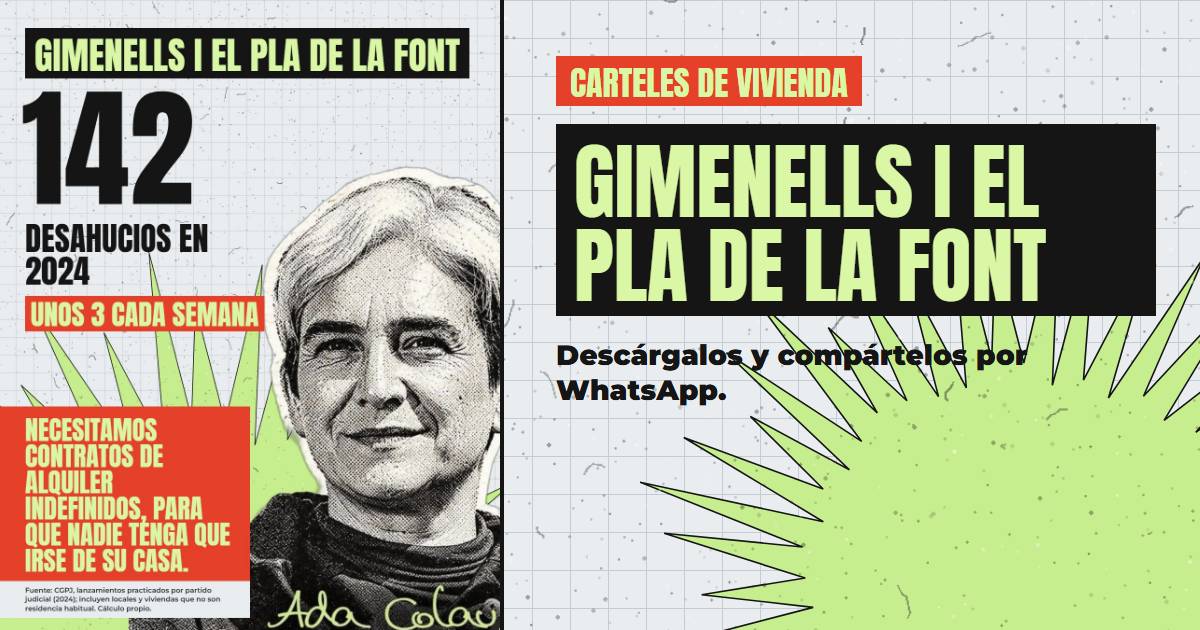 GIMENELLS I EL PLA DE LA FONT
142
DESAHUCIOS EN
2024
UNOS 3 CADA SEMANA
NECESITAMOS
CONTRATOS DE
ALQUILER
INDEFINIDOS, PARA
QUE NADIE TENGA QUE
IRSE DE SU CASA.
Fuente: CGPJ, lanzamientos practicados por partido
judicial (2024); incluyen locales y viviendas que no son
residencia habitual. Cálculo propio.
Ada Colau
CARTELES DE VIVIENDA
GIMENELLS I EL
PLA DE LA FONT
Descárgalos y compártelos por
WhatsApp.